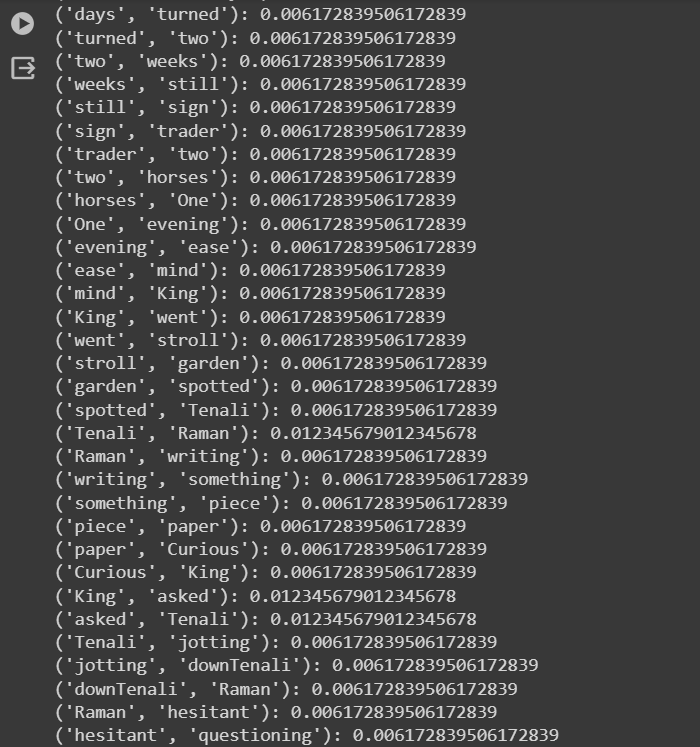 ('days', 'turned'): 0.006172839506172839
('turned', 'two'): 0.006172839506172839
('two', 'weeks'): 0.006172839506172839
('weeks', 'still'): 0.006172839506172839
('still', 'sign'): 0.006172839506172839
('sign', 'trader'): 0.006172839506172839
('trader', 'two'): 0.006172839506172839
('two', 'horses'): 0.006172839506172839
('horses', 'One'): 0.006172839506172839
('One', 'evening'): 0.006172839506172839
('evening', 'ease'): 0.006172839506172839
('ease', 'mind'): 0.006172839506172839
('mind', 'King'): 0.006172839506172839
('King', 'went'): 0.006172839506172839
('went', 'stroll'): 0.006172839506172839
('stroll', 'garden'): 0.006172839506172839
('garden', 'spotted'): 0.006172839506172839
('spotted', 'Tenali'): 0.006172839506172839
('Tenali', 'Raman'): 0.012345679012345678
('Raman', 'writing'): 0.006172839506172839
('writing', 'something'): 0.006172839506172839
('something', 'piece'): 0.006172839506172839
('piece', 'paper'): 0.006172839506172839
('paper', 'Curious'): 0.006172839506172839
('Curious', 'King'): 0.006172839506172839
('King', 'asked'): 0.012345679012345678
('asked', 'Tenali'): 0.012345679012345678
('Tenali', 'jotting'): 0.006172839506172839
('jotting', 'downTenali'): 0.006172839506172839
('downTenali', 'Raman'): 0.006172839506172839
('Raman', 'hesitant'): 0.006172839506172839
('hesitant', 'questioning'): 0.006172839506172839